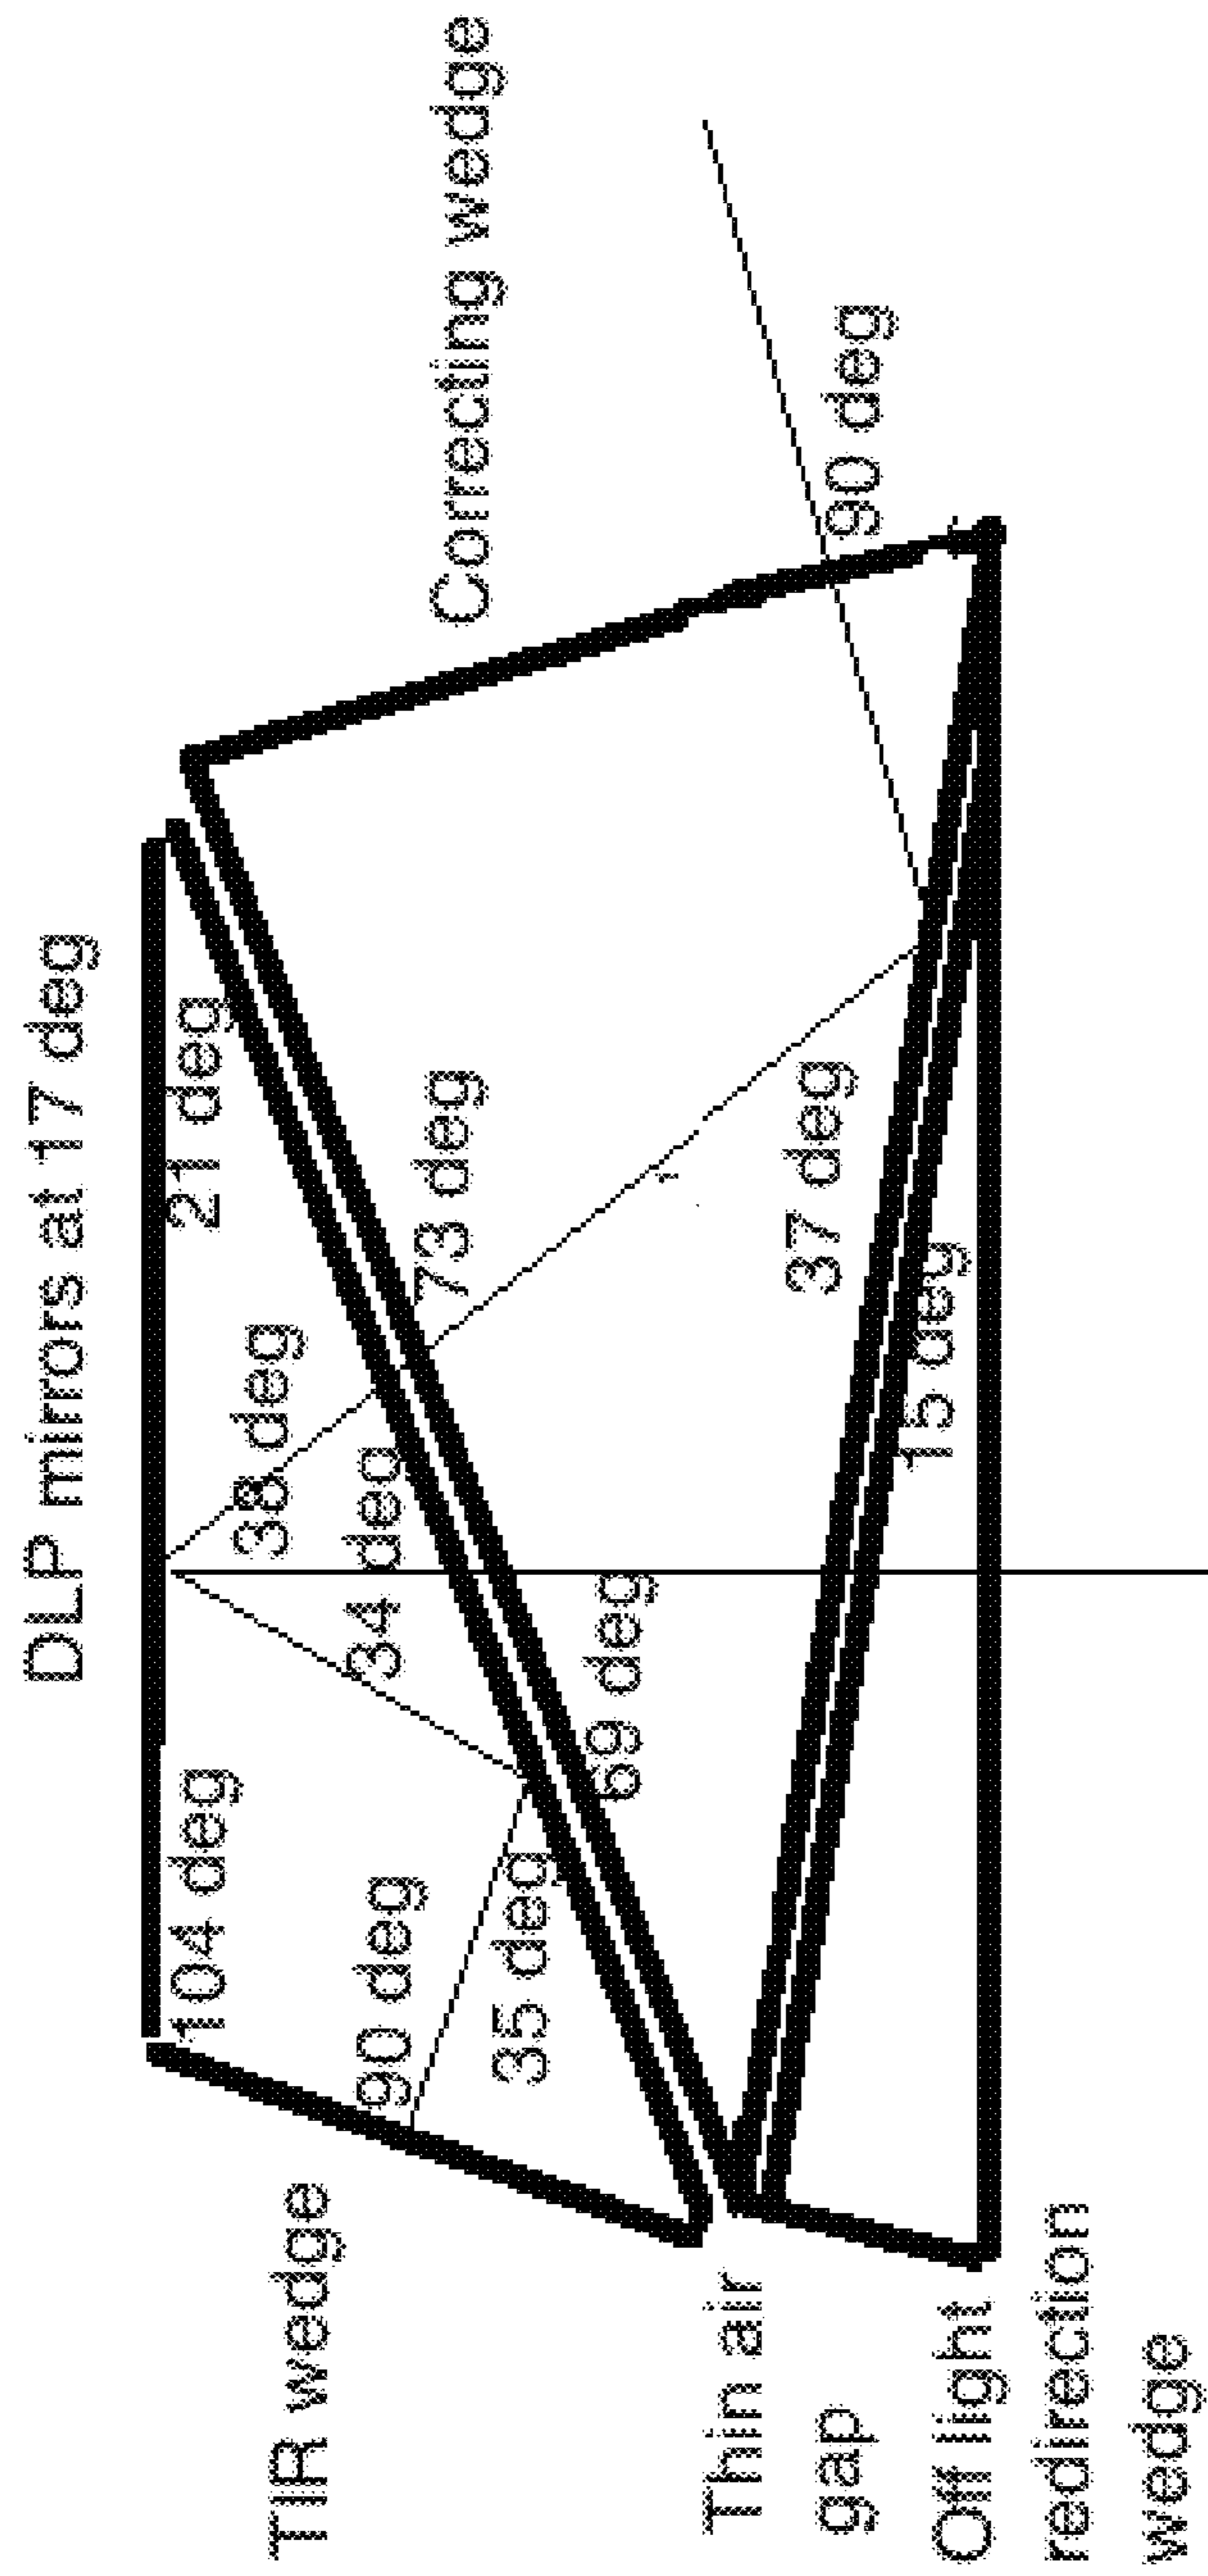 DLP mirrors at 17 deg
TIR wedge
104 deg
21 deg
38 deg
90 deg
34 deg
Correcting wedge
73 deg
35 deg
69 deg
Thin air
gap
37 deg
90 deg
15 deg
Off light
redirection
wedge